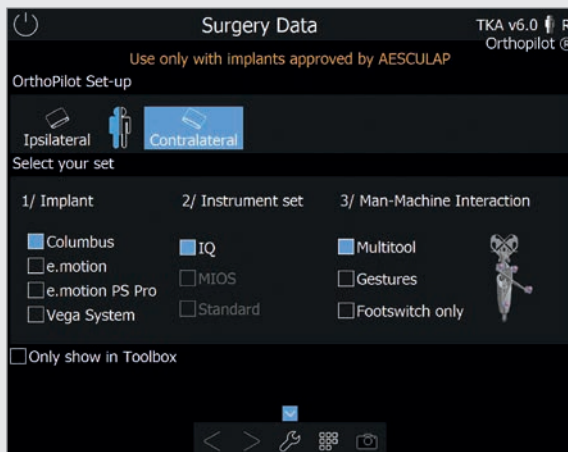 Surgery Data
TKA v6.0 R
Orthopilot ®
Use only with implants approved by AESCULAP
OrthoPilot Set-up
Ipsilateral
Contralateral
Select your set
1/ Implant
2/ Instrument set
3/ Man-Machine Interaction
Columbus
IQ
Multitool
e.motion
MIOS
Gestures
e.motion PS Pro
Standard
Footswitch only
Vega System
Only show in Toolbox